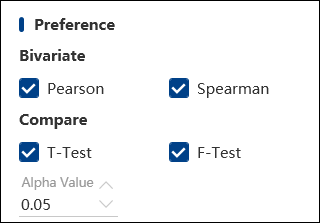 Preference
Bivariate
Pearson Spearman
Compare
T-Test F-Test
Alpha Value
0.05